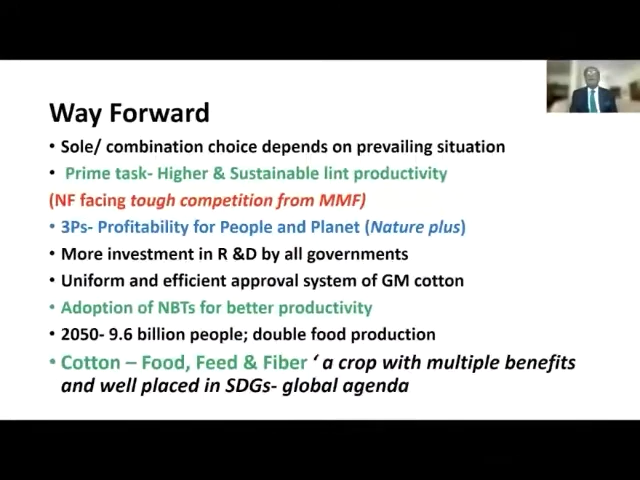 Way Forward
• Sole/ combination choice depends on prevailing situation
• Prime task- Higher & Sustainable lint productivity
(NF facing tough competition from MMF)
• 3Ps- Profitability for People and Planet (Nature plus)
• More investment in R &D by all governments
• Uniform and efficient approval system of GM cotton
• Adoption of NBTs for better productivity
• 2050- 9.6 billion people; double food production
• Cotton – Food, Feed & Fiber ‘ a crop with multiple benefits
and well placed in SDGs- global agenda